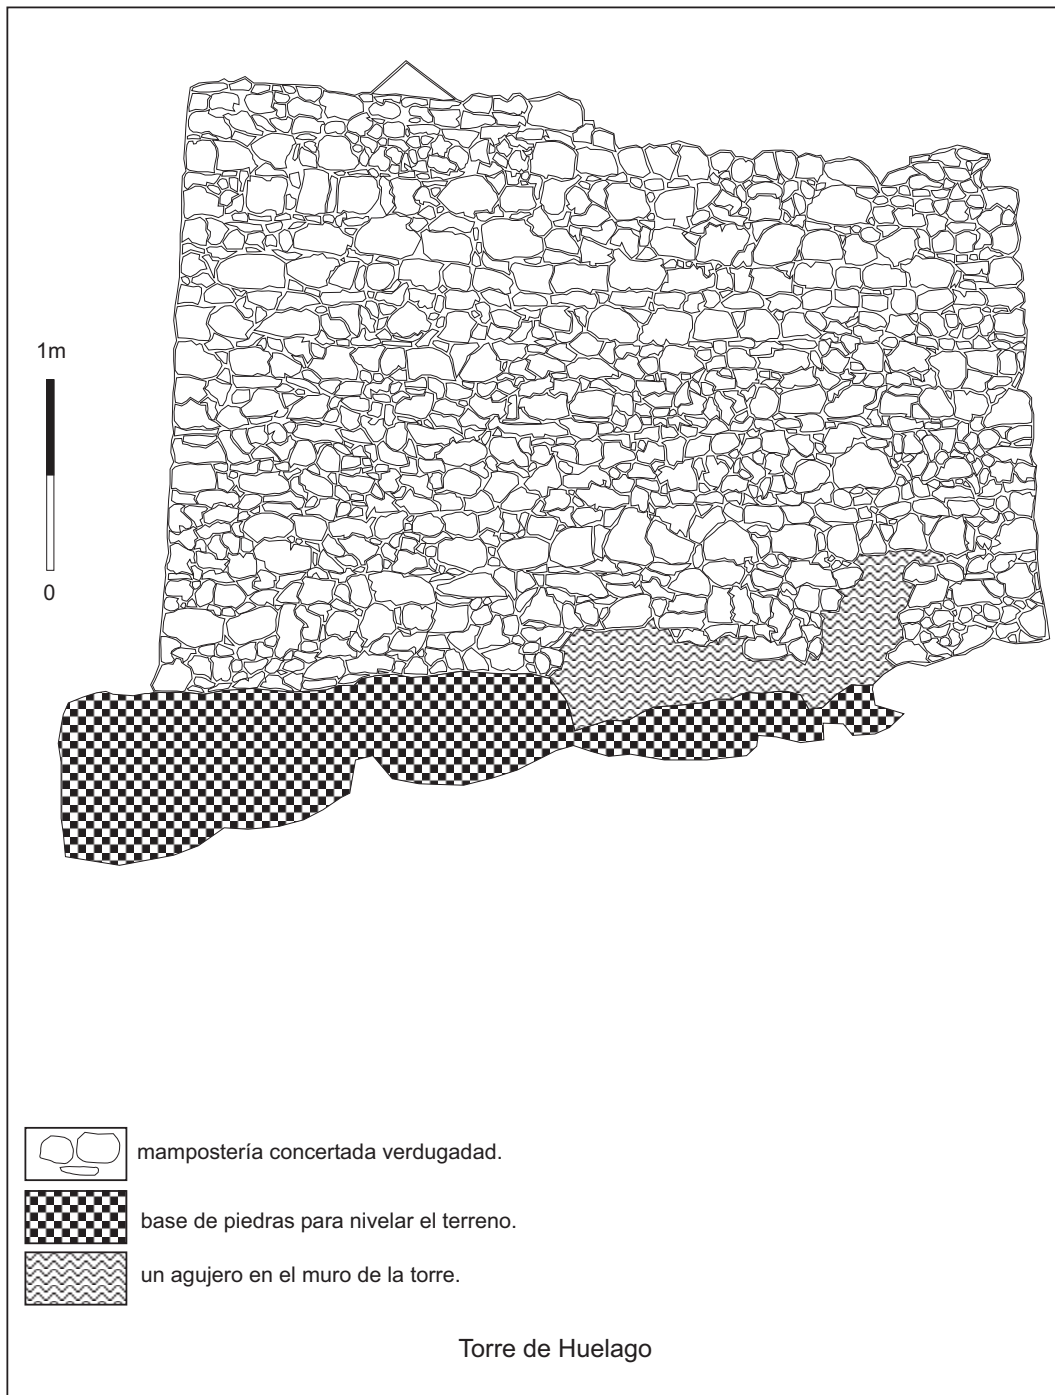 1m
0
mampostería concertada verdugadad.
base de piedras para nivelar el terreno.
un agujero en el muro de la torre.
Torre de Huelago